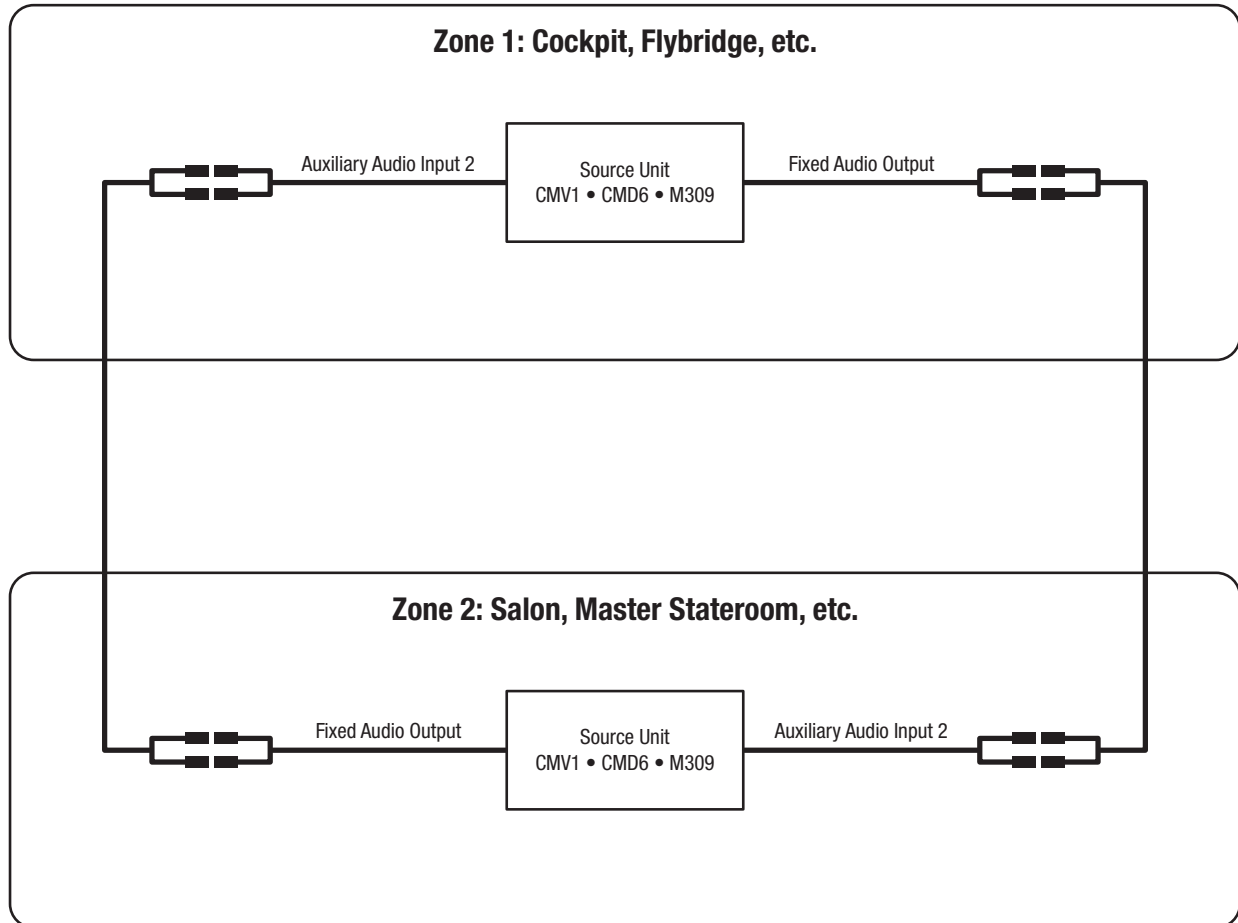 Zone 1: Cockpit, Flybridge, etc.
Auxiliary Audio Input 2
Source Unit
CMV1 • CMD6 • M309
Fixed Audio Output
Zone 2: Salon, Master Stateroom, etc.
Fixed Audio Output
Source Unit
CMV1 • CMD6 • M309
Auxiliary Audio Input 2